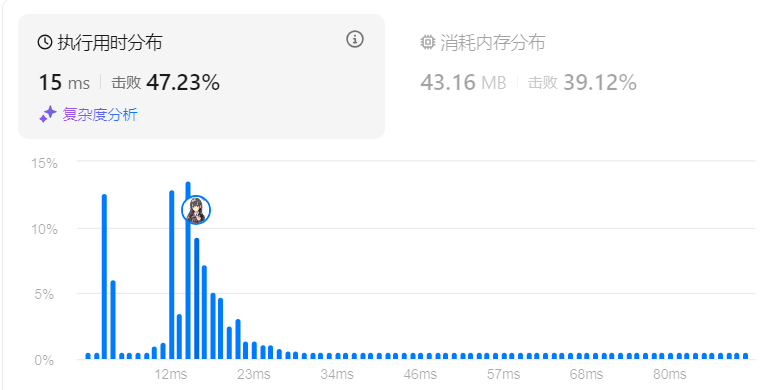 执行用时分布
15 ms 击败 47.23%
复杂度分析
消耗内存分布
43.16 MB 击败 39.12%
15%
10%
5%
0%
12ms 23ms 34ms 46ms 57ms 68ms 80ms